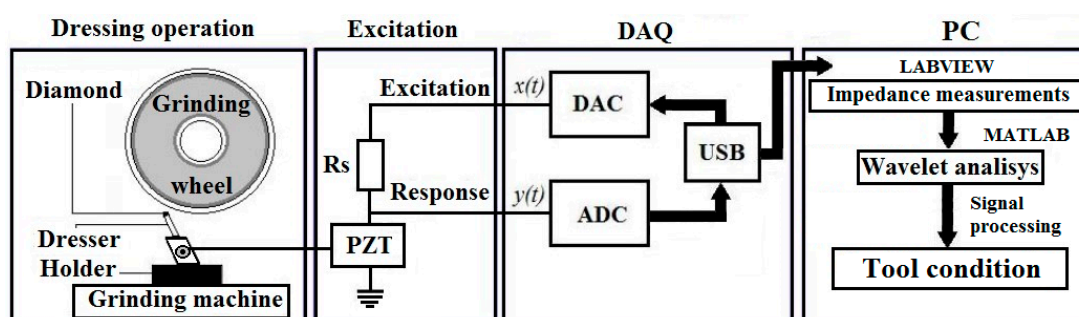 Dressing operation
Diamond
Grinding
wheel
Dresser
Holder
Grinding machine
Excitation
Excitation
Rs
Response
PZT
DAQ
x(t)
DAC
USB
y(t)
ADC
PC
LABVIEW
Impedance measurements
MATLAB
Wavelet analisys
Signal
processing
Tool condition